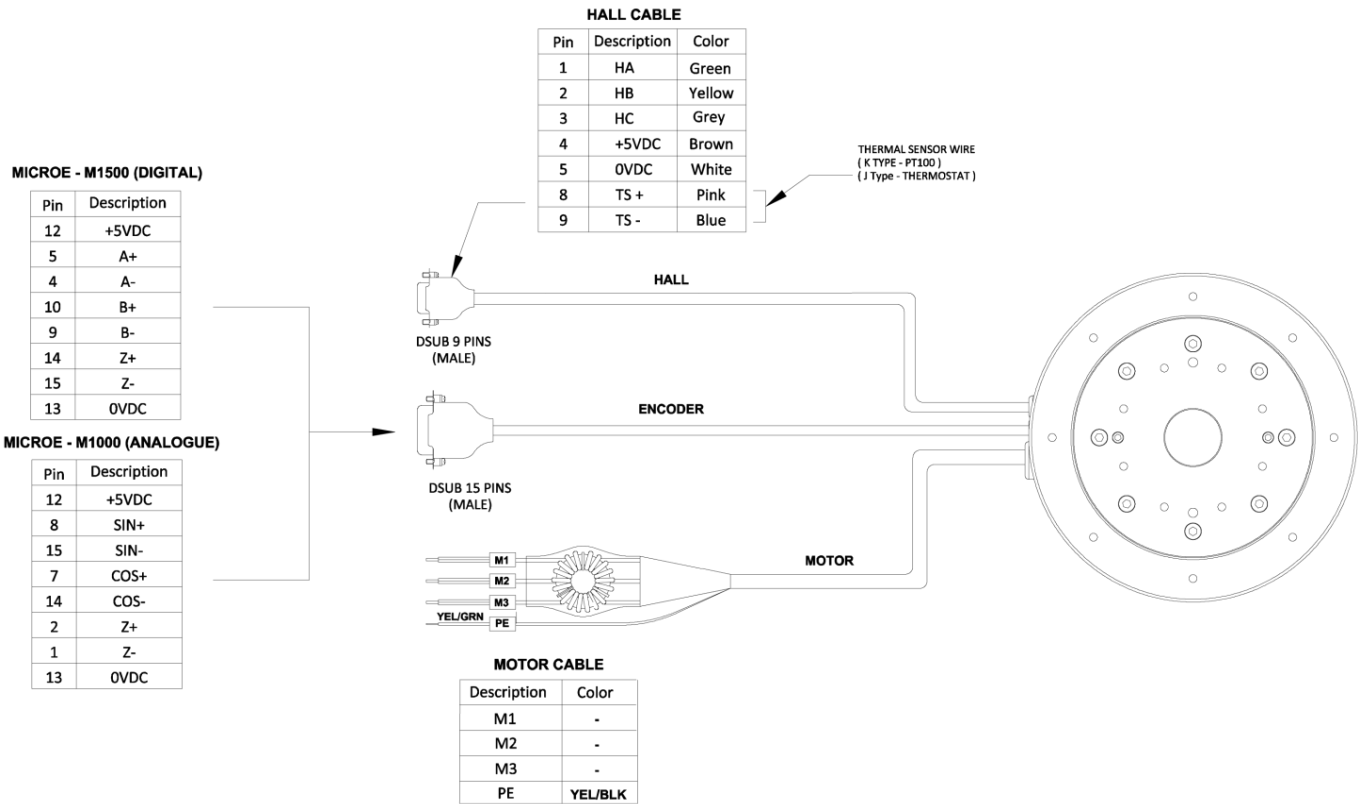 HALL CABLE
Pin Description Color
1 HA Green
2 HB Yellow
3 HC Grey
4 +5VDC Brown
5 0VDC White
8 TS + Pink
9 TS - Blue
THERMAL SENSOR WIRE
( K TYPE - PT100 )
( J Type - THERMOSTAT )
MICROE - M1500 (DIGITAL)
Pin Description
12 +5VDC
5 A+
4 A-
10 B+
9 B-
14 Z+
15 Z-
13 0VDC
MICROE - M1000 (ANALOGUE)
Pin Description
12 +5VDC
8 SIN+
15 SIN-
7 COS+
14 COS-
2 Z+
1 Z-
13 0VDC
HALL
DSUB 9 PINS
(MALE)
ENCODER
DSUB 15 PINS
(MALE)
MOTOR
M1
M2
M3
YEL/GRN PE
MOTOR CABLE
Description Color
M1 -
M2 -
M3 -
PE YEL/BLK